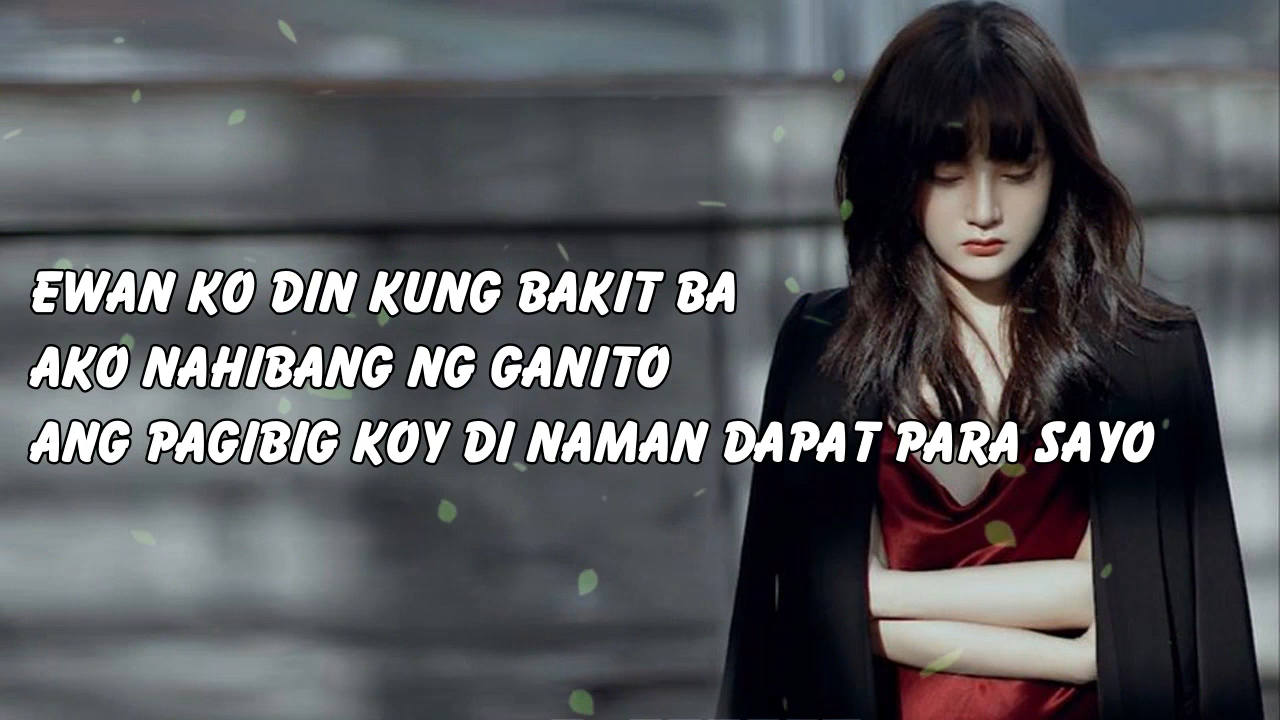 EWAN KO DIN KUNG BAKIT BA
AKO NAHIBANG NG GANITO
ANG PAGIBIG KOY DI NAMAN DAPAT PARA SAYO